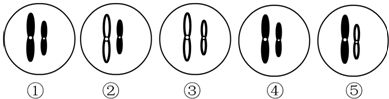 ① ② ③ ④ ⑤